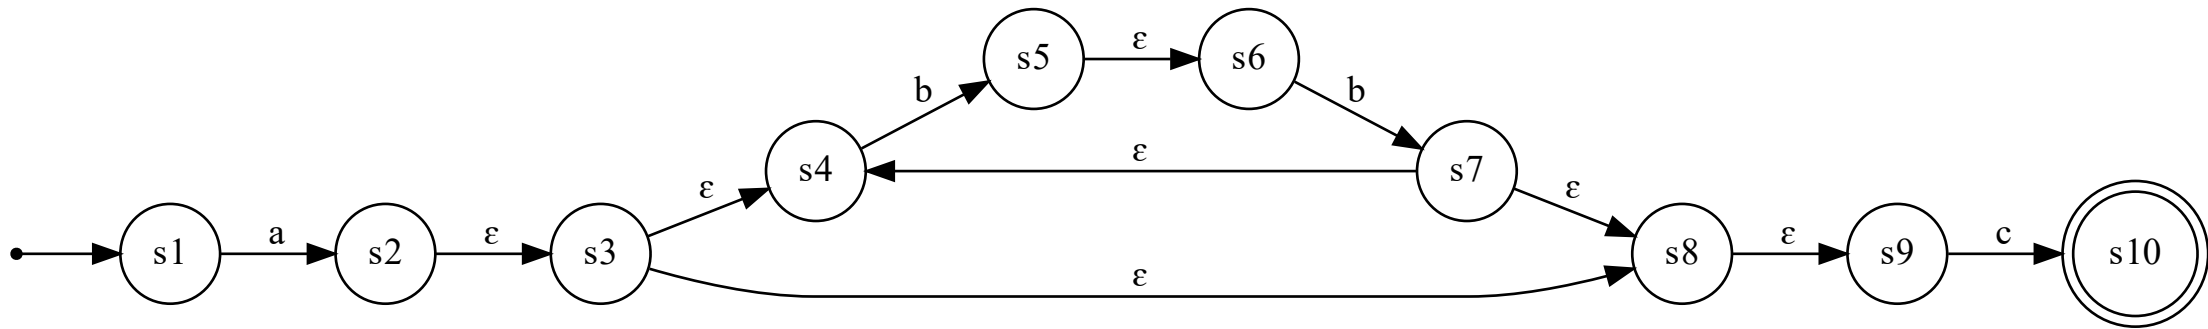 s5 ε s6
b b
s4 ε s7
ε ε
s1 a s2 ε s3 ε s8 ε s9 c s10